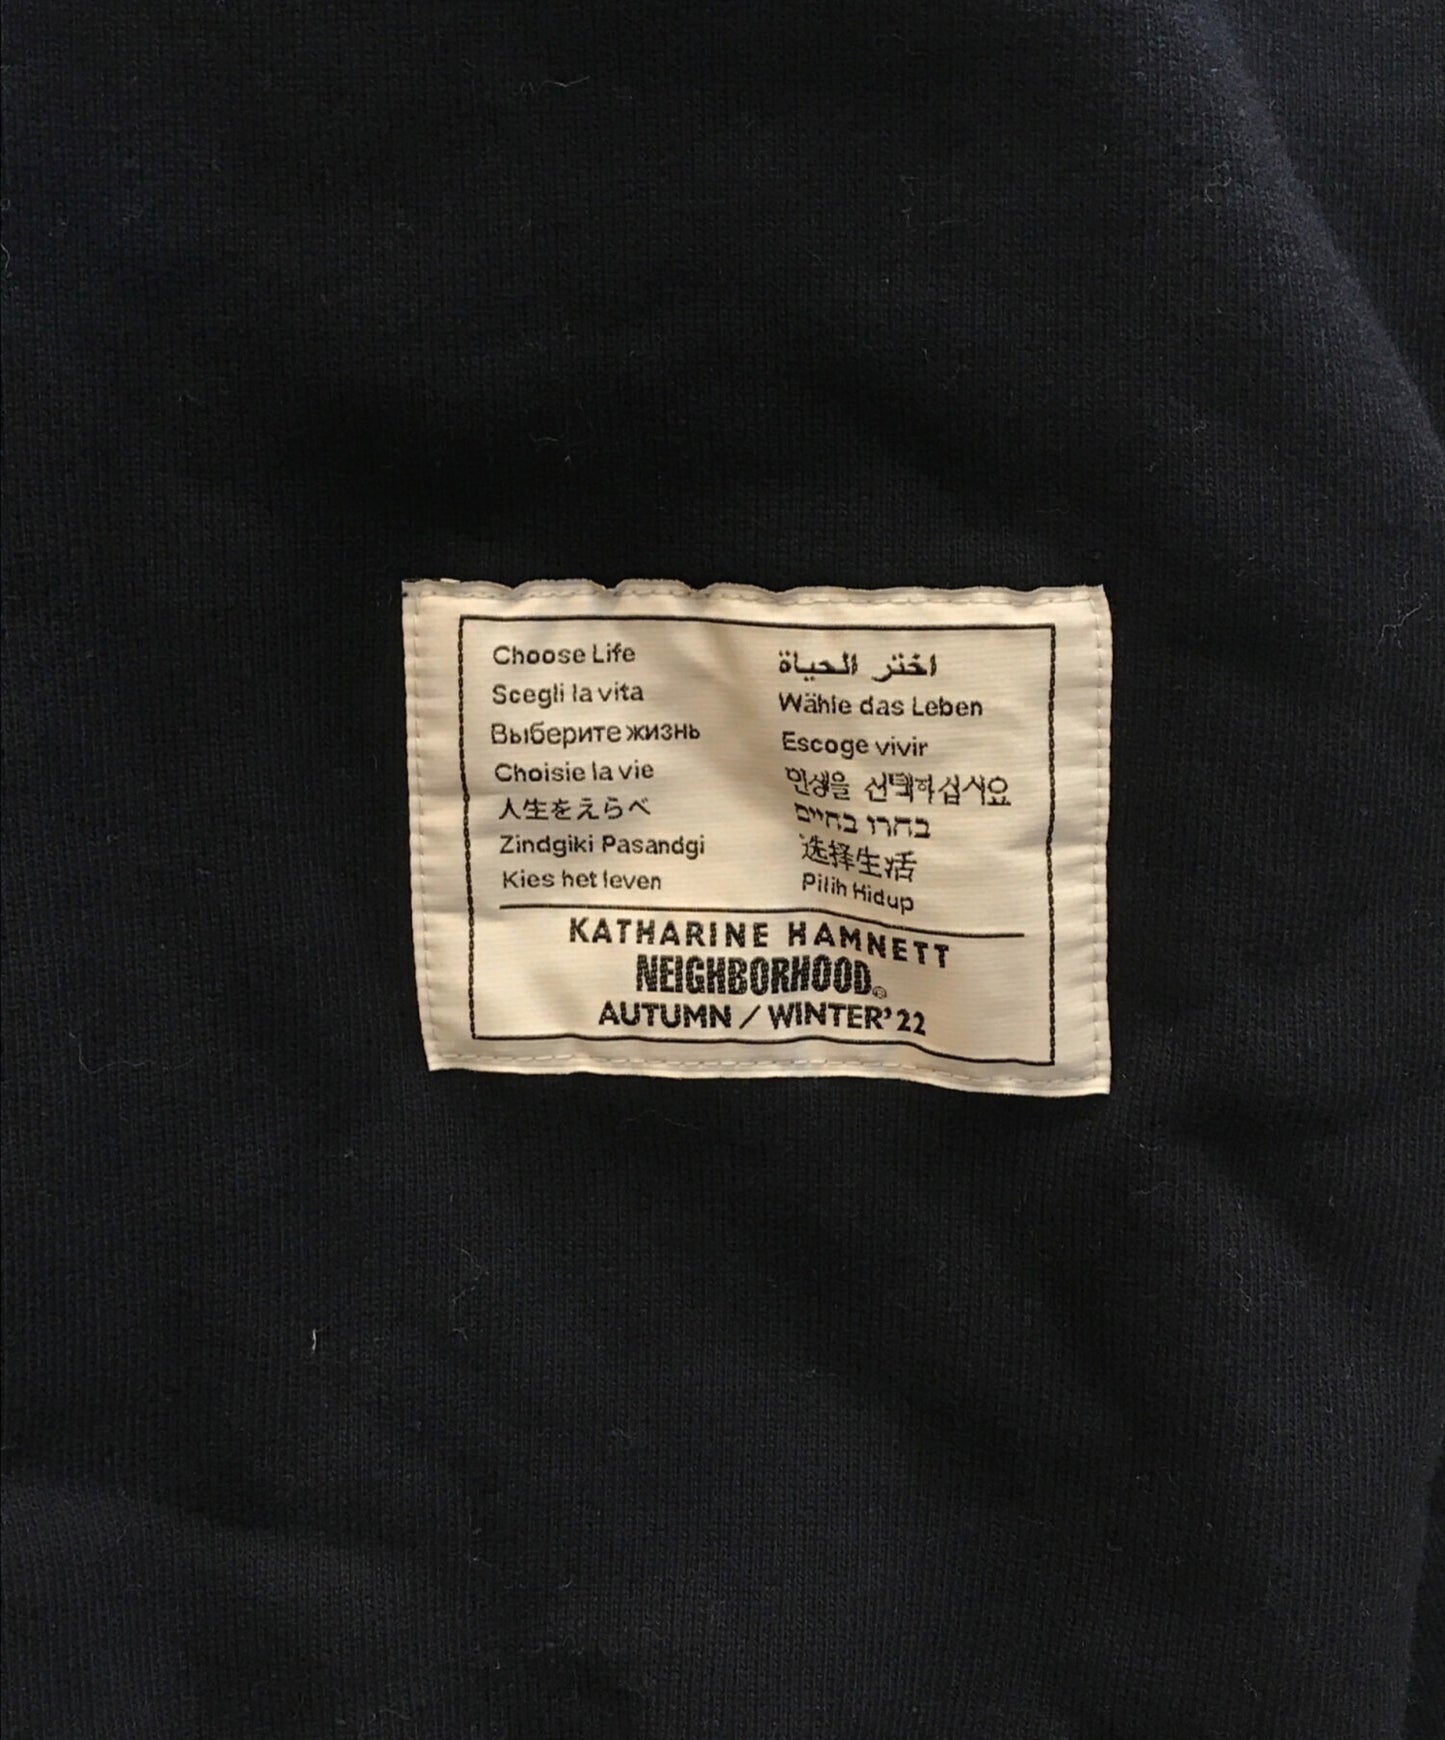 Choose Life
Scegli la vita
Выберите жизнь
Choisie la vie
人生をえらべ
Zindgiki Pasandgi
Kies het leven
اختر الحياة
Wähle das Leben
Escoge vivir
인생을 선택하십시요
בחרו בחיים
选择生活
Pilih Hidup
KATHARINE HAMNETT
NEIGHBORHOOD®
AUTUMN / WINTER'22